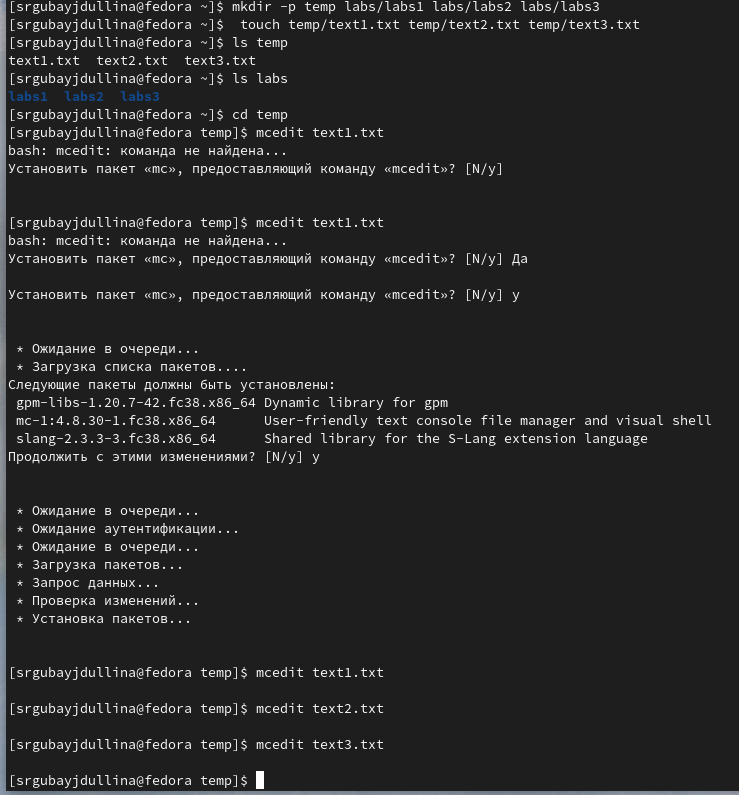 [srgubayjdullina@fedora ~]$ mkdir -p temp labs/labs1 labs/labs2 labs/labs3
[srgubayjdullina@fedora ~]$  touch temp/text1.txt temp/text2.txt temp/text3.txt
[srgubayjdullina@fedora ~]$ ls temp
text1.txt  text2.txt  text3.txt
[srgubayjdullina@fedora ~]$ ls labs
labs1  labs2  labs3
[srgubayjdullina@fedora ~]$ cd temp
[srgubayjdullina@fedora temp]$ mcedit text1.txt
bash: mcedit: команда не найдена...
Установить пакет «mc», предоставляющий команду «mcedit»? [N/y]
[srgubayjdullina@fedora temp]$ mcedit text1.txt
bash: mcedit: команда не найдена...
Установить пакет «mc», предоставляющий команду «mcedit»? [N/y] Да
Установить пакет «mc», предоставляющий команду «mcedit»? [N/y] y
 * Ожидание в очереди...
 * Загрузка списка пакетов....
Следующие пакеты должны быть установлены:
 gpm-libs-1.20.7-42.fc38.x86_64 Dynamic library for gpm
 mc-1:4.8.30-1.fc38.x86_64      User-friendly text console file manager and visual shell
 slang-2.3.3-3.fc38.x86_64      Shared library for the S-Lang extension language
Продолжить с этими изменениями? [N/y] y
 * Ожидание в очереди...
 * Ожидание аутентификации...
 * Ожидание в очереди...
 * Загрузка пакетов...
 * Запрос данных...
 * Проверка изменений...
 * Установка пакетов...
[srgubayjdullina@fedora temp]$ mcedit text1.txt
[srgubayjdullina@fedora temp]$ mcedit text2.txt
[srgubayjdullina@fedora temp]$ mcedit text3.txt
[srgubayjdullina@fedora temp]$